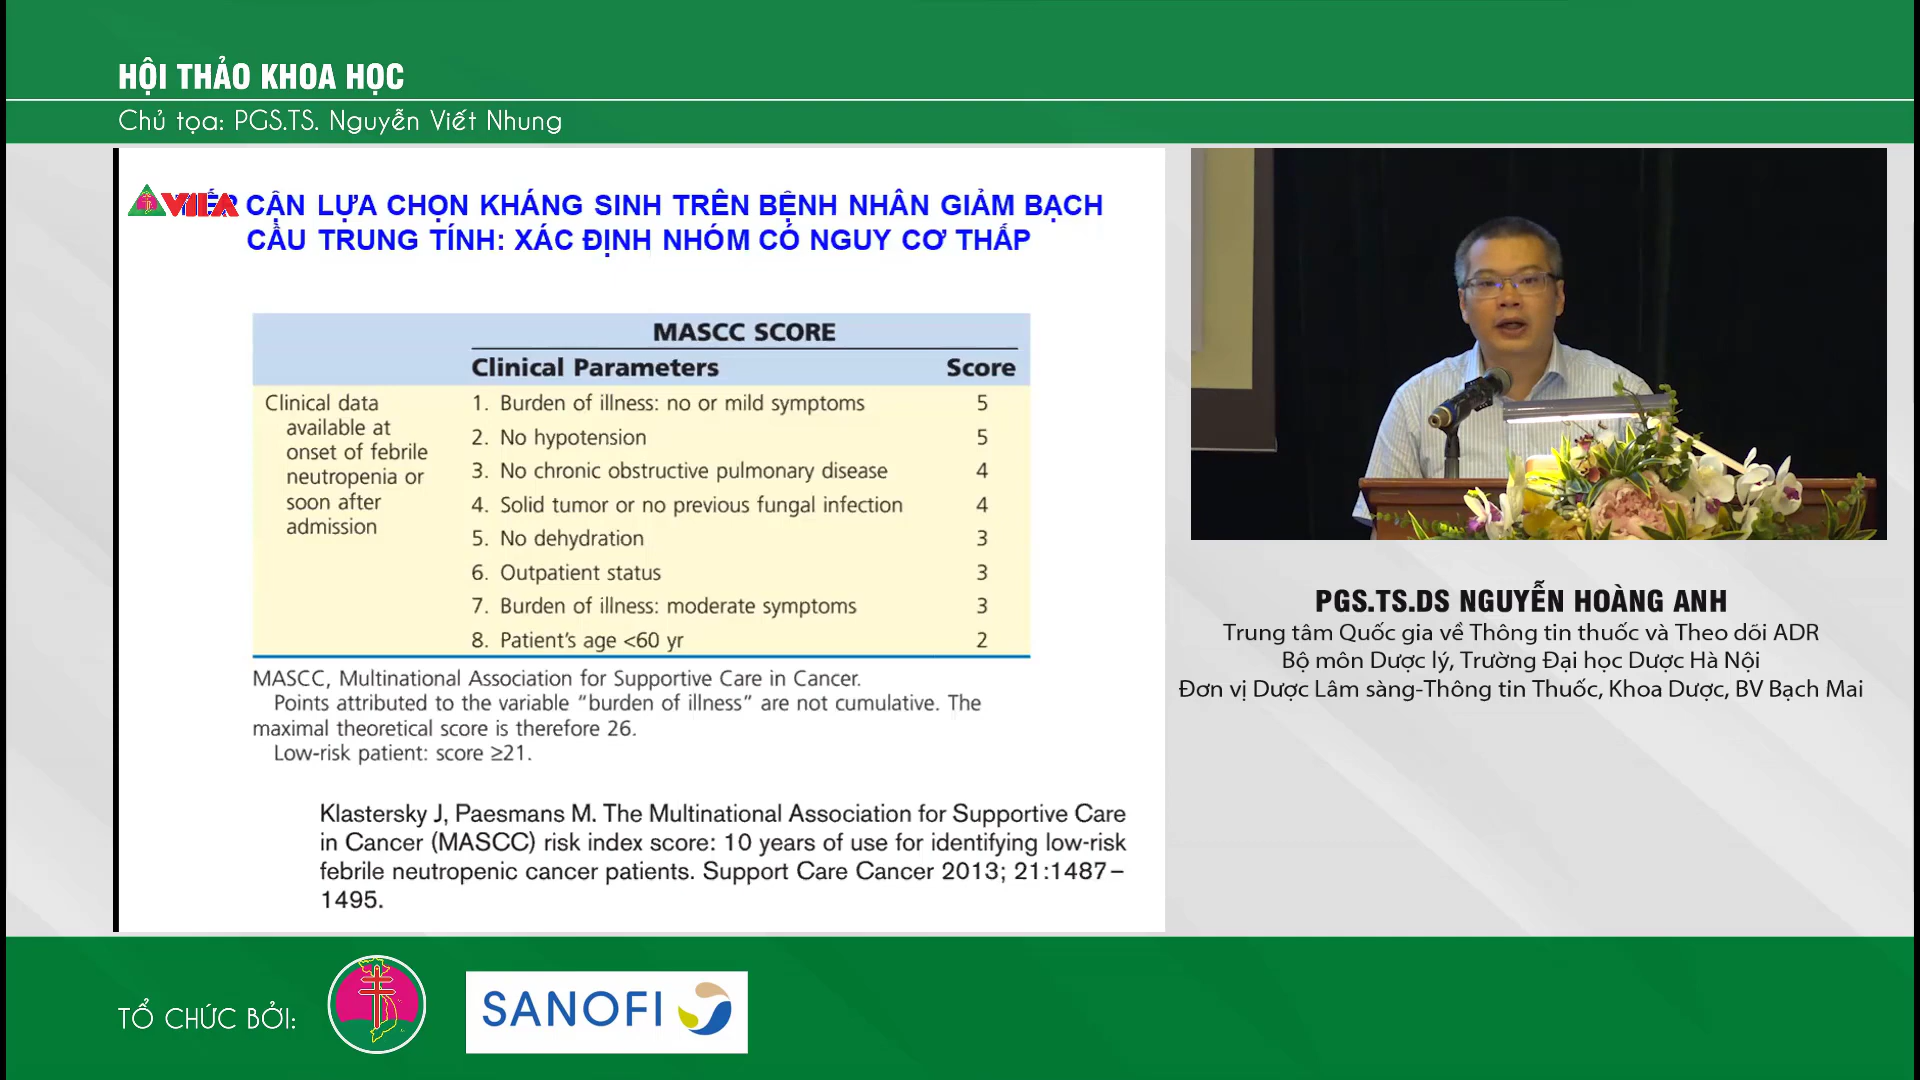 HỘI THẢO KHOA HỌC
Chủ tọa: PGS.TS. Nguyễn Viết Nhung
CẬN LỰA CHỌN KHÁNG SINH TRÊN BỆNH NHÂN GIẢM BẠCH
CẦU TRUNG TÍNH: XÁC ĐỊNH NHÓM CÓ NGUY CƠ THẤP
MASCC SCORE
Clinical Parameters Score
Clinical data available at onset of febrile neutropenia or soon after admission
1. Burden of illness: no or mild symptoms 5
2. No hypotension 5
3. No chronic obstructive pulmonary disease 4
4. Solid tumor or no previous fungal infection 4
5. No dehydration 3
6. Outpatient status 3
7. Burden of illness: moderate symptoms 3
8. Patient’s age <60 yr 2
MASCC, Multinational Association for Supportive Care in Cancer.
Points attributed to the variable “burden of illness” are not cumulative. The
maximal theoretical score is therefore 26.
Low-risk patient: score ≥21.
Klastersky J, Paesmans M. The Multinational Association for Supportive Care
in Cancer (MASCC) risk index score: 10 years of use for identifying low-risk
febrile neutropenic cancer patients. Support Care Cancer 2013; 21:1487–
1495.
PGS.TS.DS NGUYỄN HOÀNG ANH
Trung tâm Quốc gia về Thông tin thuốc và Theo dõi ADR
Bộ môn Dược lý, Trường Đại học Dược Hà Nội
Đơn vị Dược Lâm sàng-Thông tin Thuốc, Khoa Dược, BV Bạch Mai
TỔ CHỨC BỞI:
SANOFI